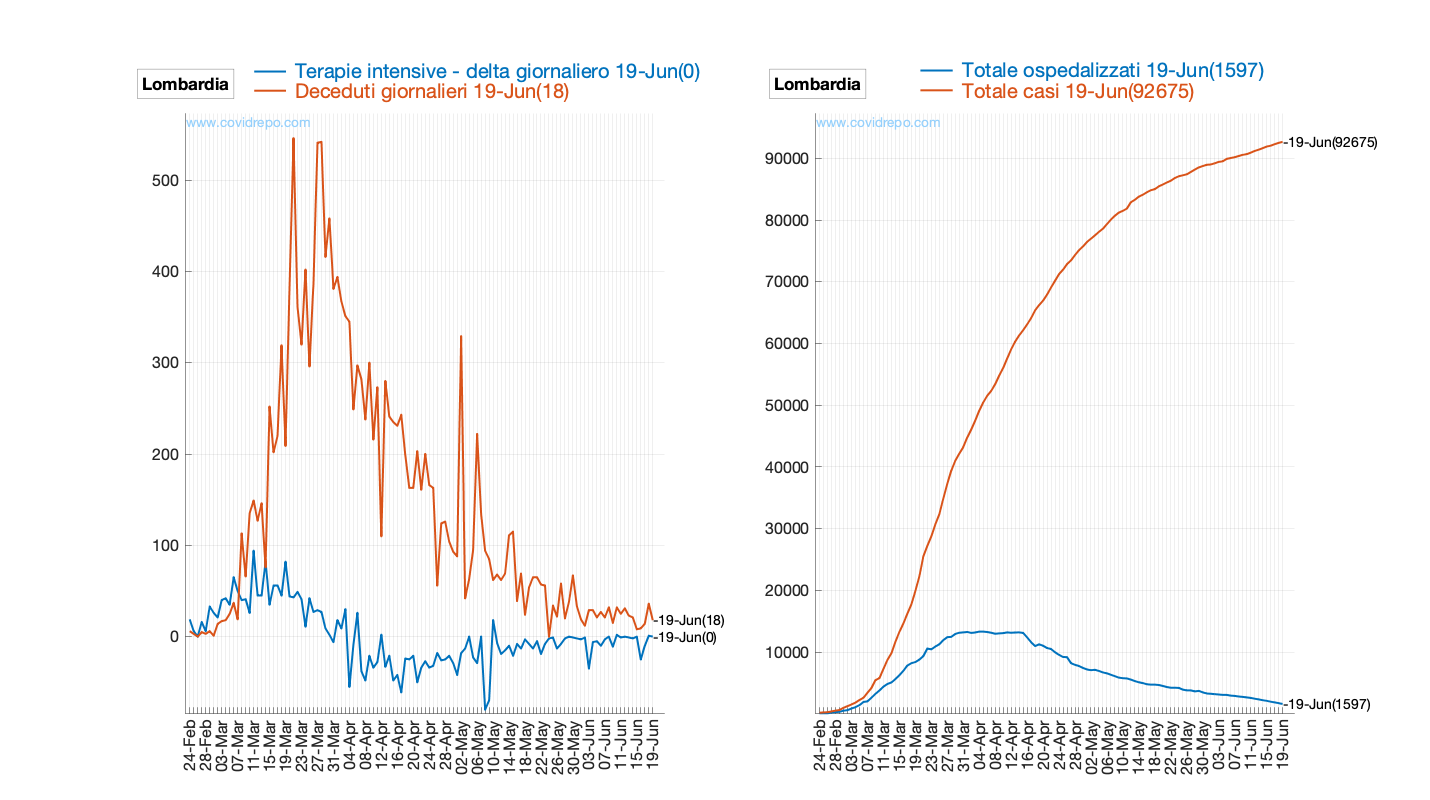 Lombardia
Terapie intensive - delta giornaliero 19-Jun(0)
Deceduti giornalieri 19-Jun(18)
www.covidrepo.com
500
400
300
200
100
0
19-Jun(18)
19-Jun(0)
24-Feb
28-Feb
03-Mar
07-Mar
11-Mar
15-Mar
19-Mar
23-Mar
27-Mar
31-Mar
04-Apr
08-Apr
12-Apr
16-Apr
20-Apr
24-Apr
28-Apr
02-May
06-May
10-May
14-May
18-May
22-May
26-May
30-May
03-Jun
07-Jun
11-Jun
15-Jun
19-Jun
Lombardia
Totale ospedalizzati 19-Jun(1597)
Totale casi 19-Jun(92675)
www.covidrepo.com
90000
80000
70000
60000
50000
40000
30000
20000
10000
19-Jun(92675)
19-Jun(1597)
24-Feb
28-Feb
03-Mar
07-Mar
11-Mar
15-Mar
19-Mar
23-Mar
27-Mar
31-Mar
04-Apr
08-Apr
12-Apr
16-Apr
20-Apr
24-Apr
28-Apr
02-May
06-May
10-May
14-May
18-May
22-May
26-May
30-May
03-Jun
07-Jun
11-Jun
15-Jun
19-Jun